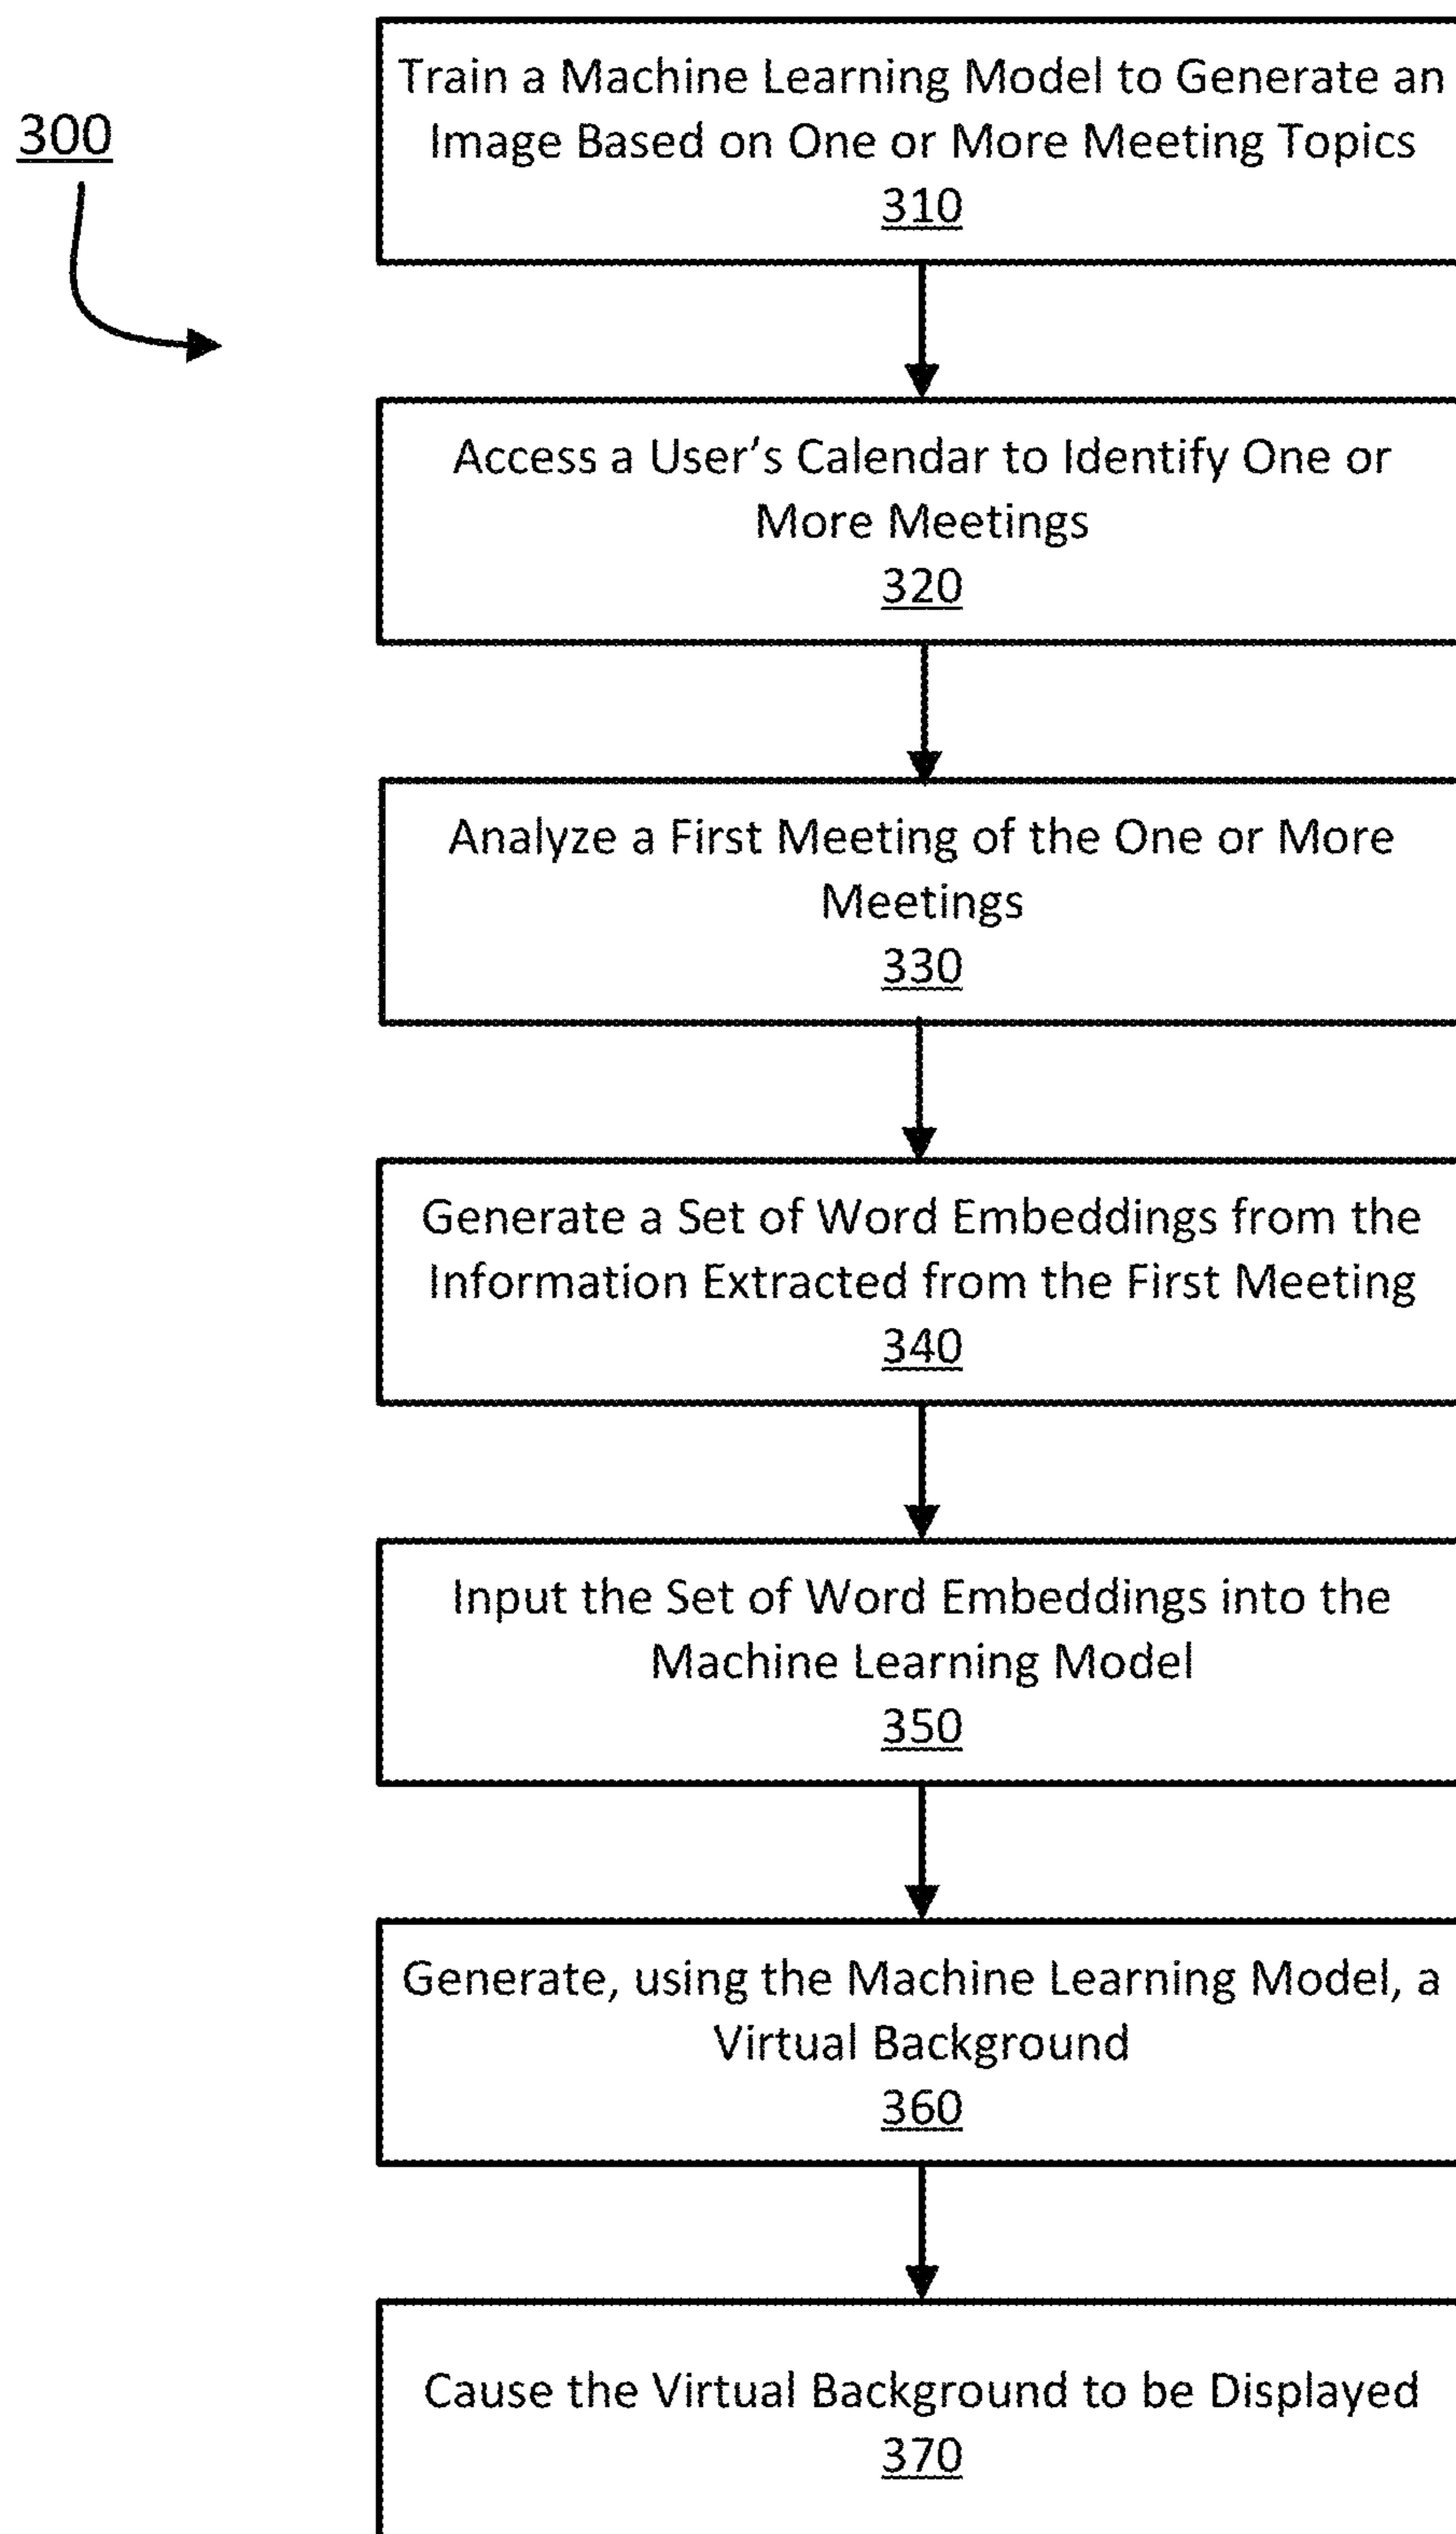 300
Train a Machine Learning Model to Generate an
Image Based on One or More Meeting Topics
310
Access a User's Calendar to Identify One or
More Meetings
320
Analyze a First Meeting of the One or More
Meetings
330
Generate a Set of Word Embeddings from the
Information Extracted from the First Meeting
340
Input the Set of Word Embeddings into the
Machine Learning Model
350
Generate, using the Machine Learning Model, a
Virtual Background
360
Cause the Virtual Background to be Displayed
370